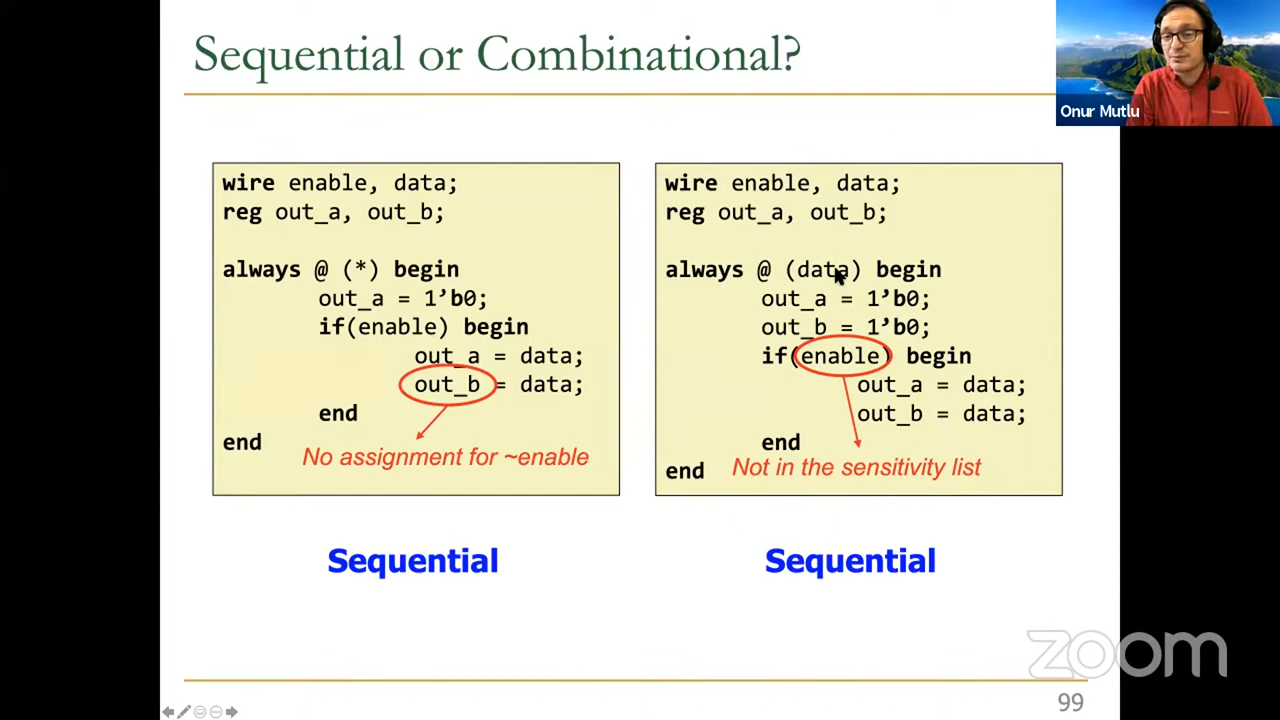 Sequential or Combinational?
Onur Mutlu
wire enable, data;
reg out_a, out_b;
always @ (*) begin
out_a = 1’b0;
if(enable) begin
out_a = data;
out_b = data;
end
end
No assignment for ~enable
Sequential
wire enable, data;
reg out_a, out_b;
always @ (data) begin
out_a = 1’b0;
out_b = 1’b0;
if(enable) begin
out_a = data;
out_b = data;
end
end
Not in the sensitivity list
Sequential
zoom
99